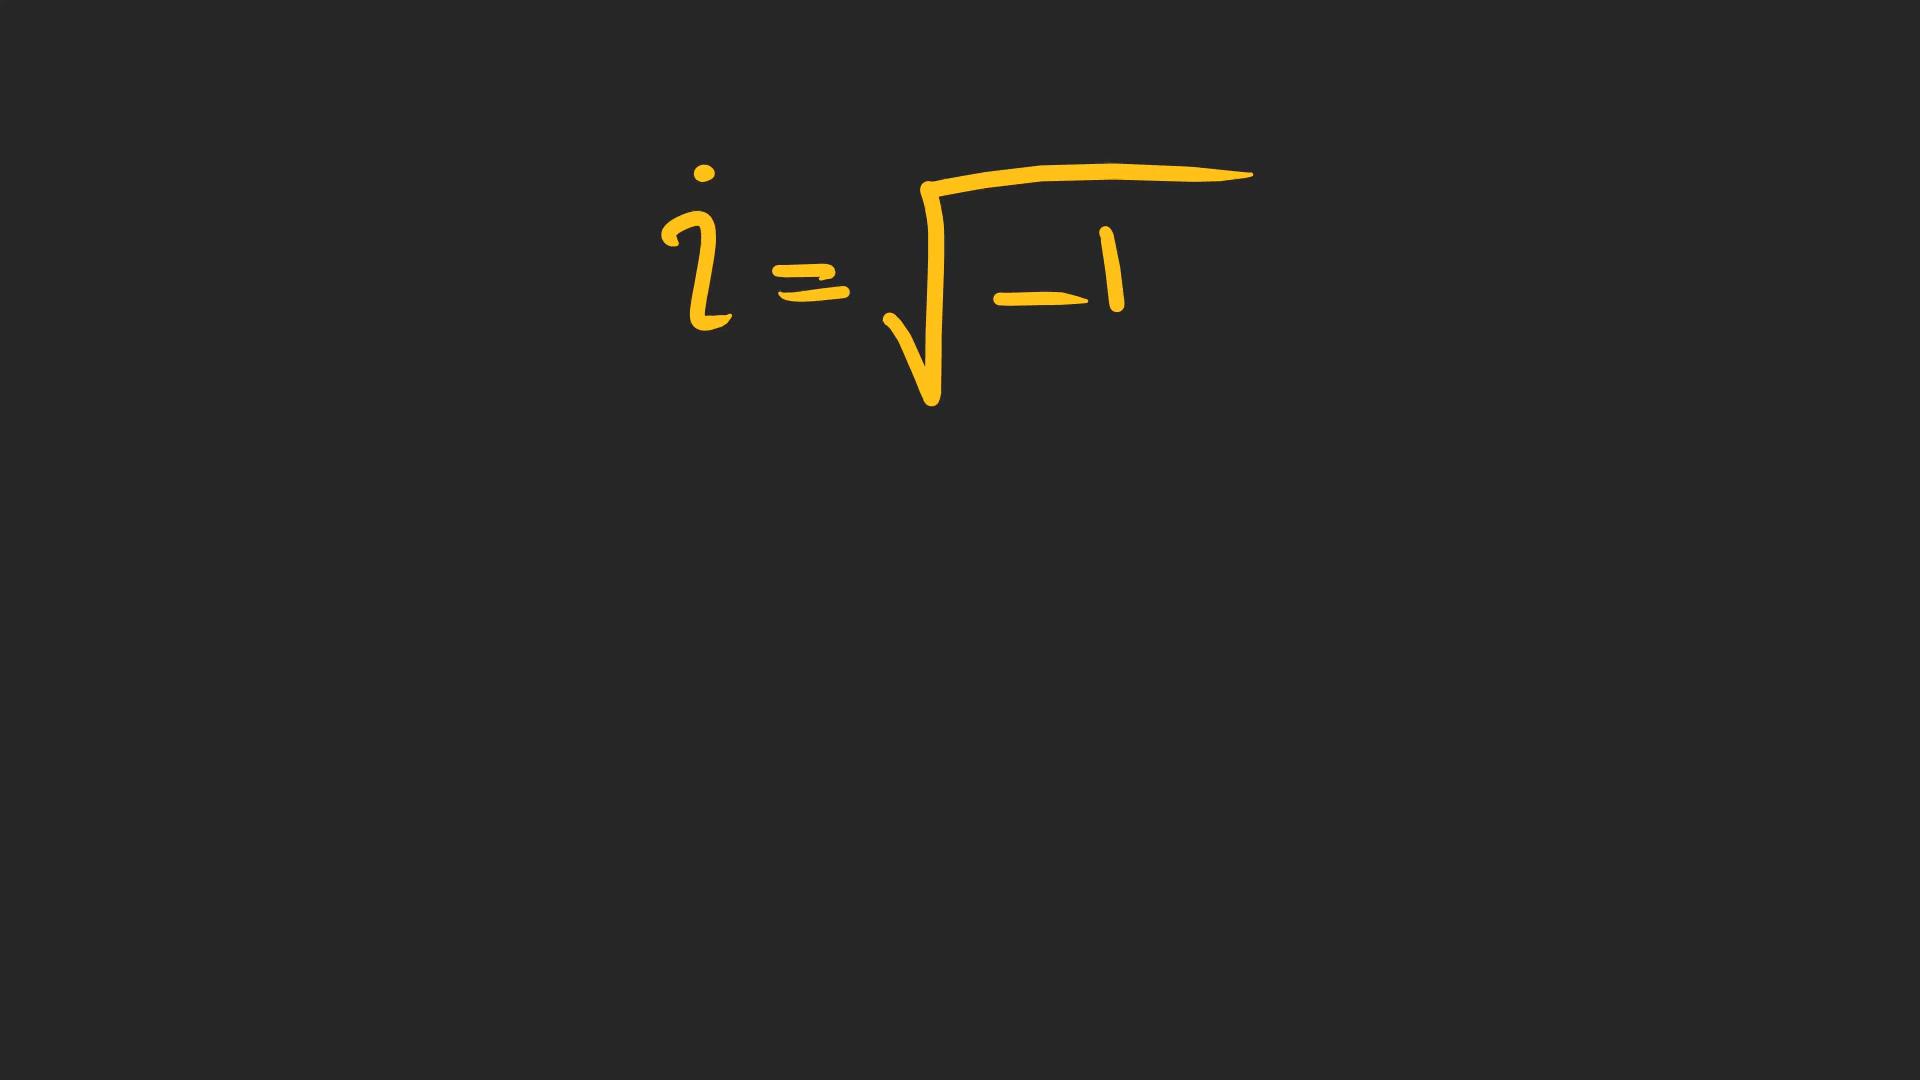 i = √-1